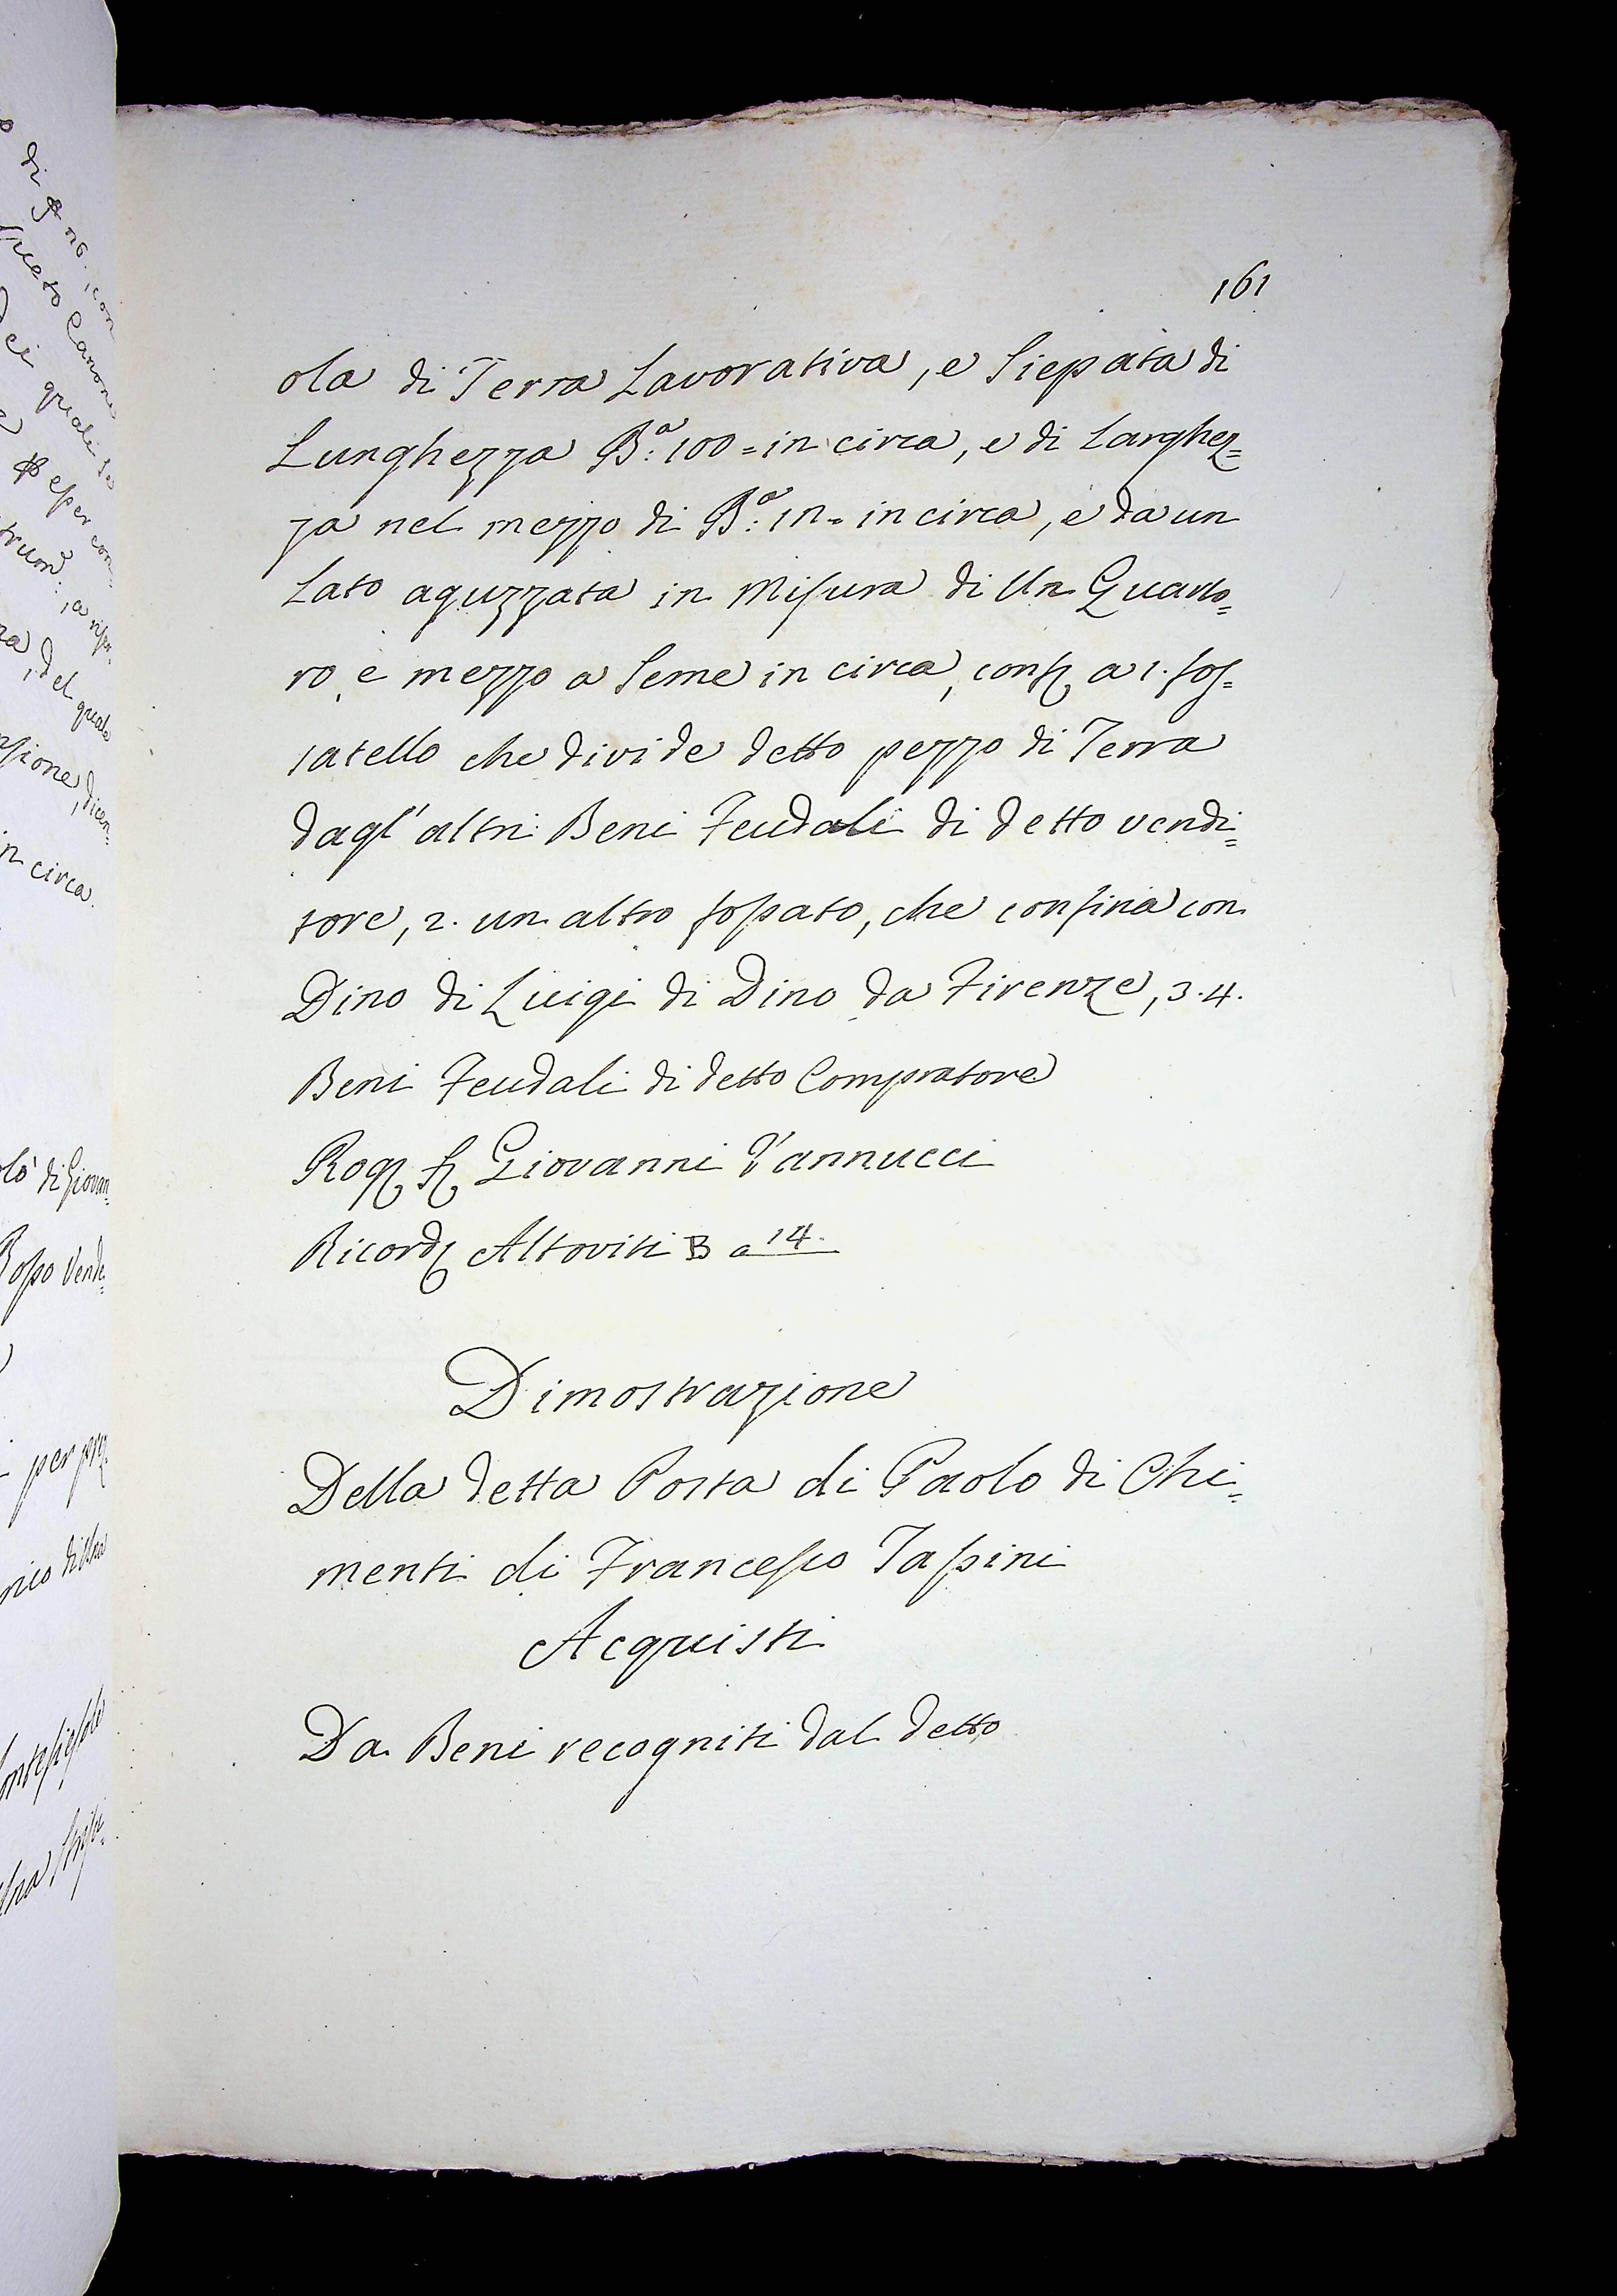 161
ola di Terra Lavorativa, e Siepata di
Lunghezza B.ª 100 = in circa, e di Larghez=
za nel mezzo di B.ª 12 = in circa, e da un
Lato aguzzata in Misura di Un Quarto=
ro, e mezzo a Seme in circa, conf. a 1. fos=
satello che divide detto pezzo di Terra
dagl'altri Beni Feudali di detto vendi=
tore, 2. un altro fossato, che confina con
Dino di Luigi di Dino da Firenze, 3.4.
Beni Feudali di detto Compratore
Rog. S. Giovanni Vannucci
Ricord. Altoviti B a 14.
Dimostrazione
Della detta Posta di Paolo di Chi=
menti di Francesco Tassini
Acquisti
Da Beni recogniti dal detto